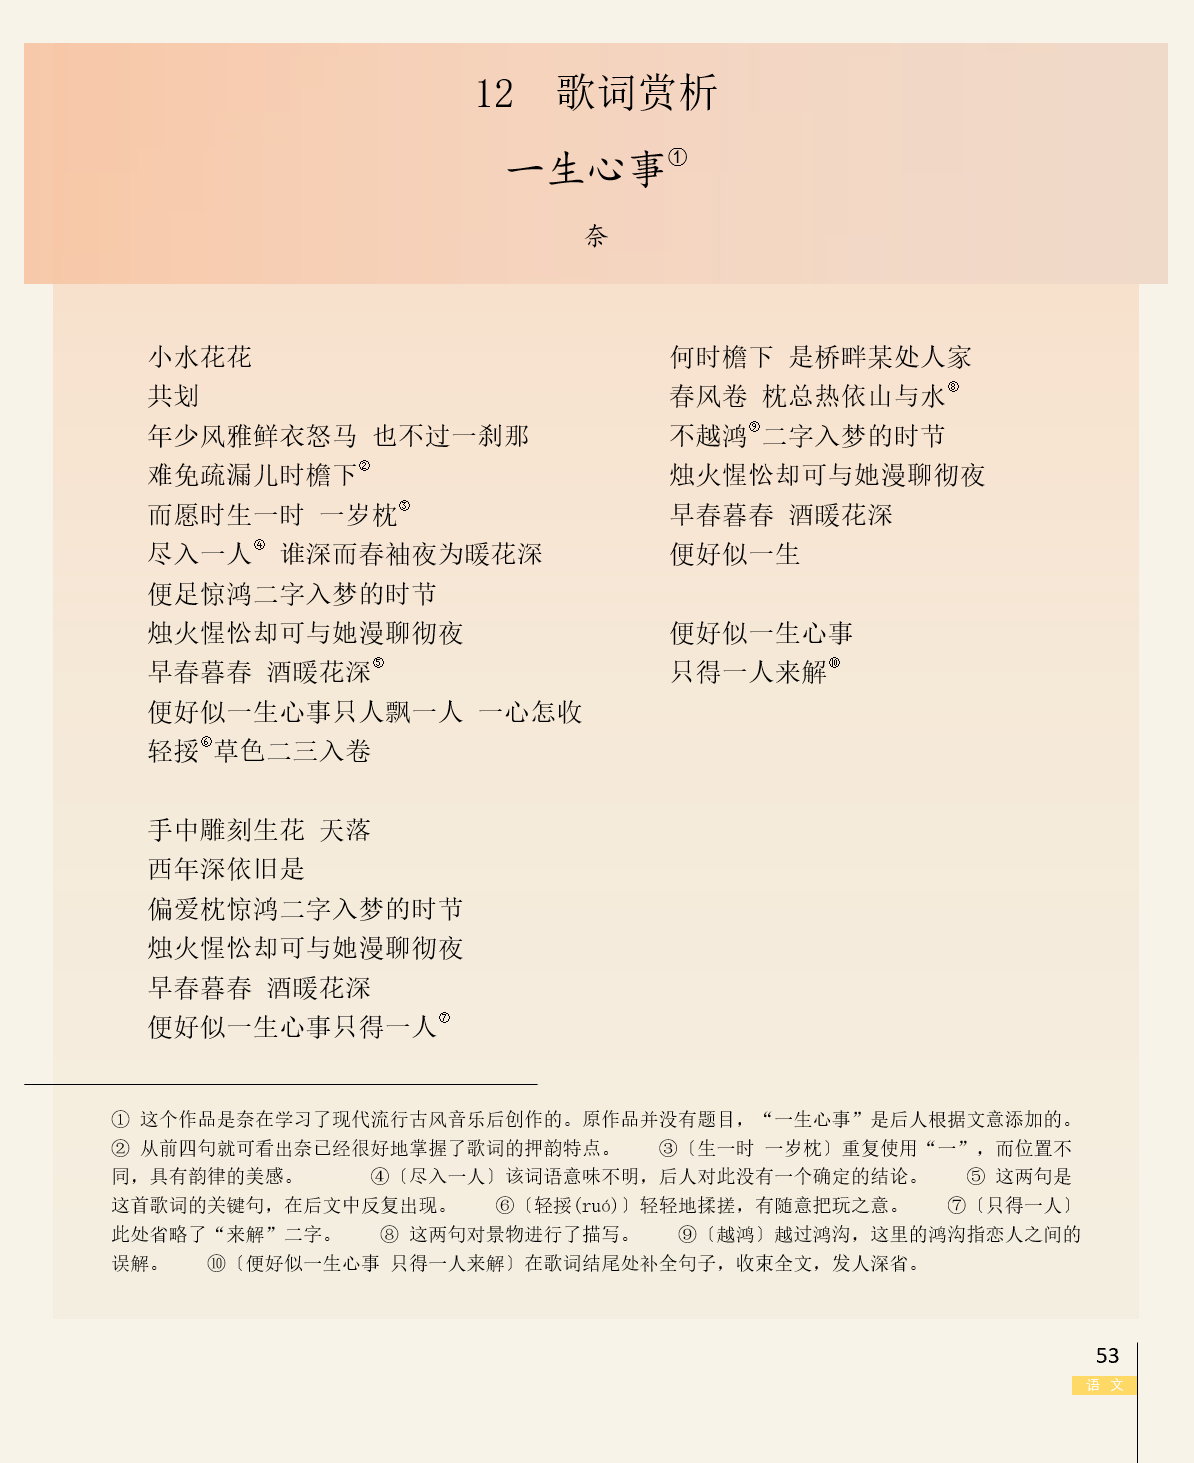 12 歌词赏析
一生心事①
奈
小水花花
共划
年少风雅鲜衣怒马 也不过一刹那
难免疏漏儿时檐下②
而愿时生一时 一岁枕③
尽入一人④ 谁深而春袖夜为暖花深
便足惊鸿二字入梦的时节
烛火惺忪却可与她漫聊彻夜
早春暮春 酒暖花深⑤
便好似一生心事只人飘一人 一心怎收
轻挼⑥草色二三入卷
手中雕刻生花 天落
西年深依旧是
偏爱枕惊鸿二字入梦的时节
烛火惺忪却可与她漫聊彻夜
早春暮春 酒暖花深
便好似一生心事只得一人⑦
何时檐下 是桥畔某处人家
春风卷 枕总热依山与水⑧
不越鸿⑨二字入梦的时节
烛火惺忪却可与她漫聊彻夜
早春暮春 酒暖花深
便好似一生
便好似一生心事
只得一人来解⑩
① 这个作品是奈在学习了现代流行古风音乐后创作的。原作品并没有题目，“一生心事”是后人根据文意添加的。
② 从前四句就可看出奈已经很好地掌握了歌词的押韵特点。 ③〔生一时 一岁枕〕重复使用“一”，而位置不
同，具有韵律的美感。 ④〔尽入一人〕该词语意味不明，后人对此没有一个确定的结论。 ⑤ 这两句是
这首歌词的关键句，在后文中反复出现。 ⑥〔轻挼(ruó)〕轻轻地揉搓，有随意把玩之意。 ⑦〔只得一人〕
此处省略了“来解”二字。 ⑧ 这两句对景物进行了描写。 ⑨〔越鸿〕越过鸿沟，这里的鸿沟指恋人之间的
误解。 ⑩〔便好似一生心事 只得一人来解〕在歌词结尾处补全句子，收束全文，发人深省。
53
语文